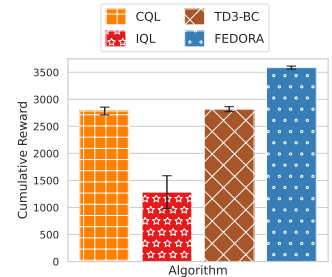 CQL
TD3-BC
IQL
FEDORA
Cumulative Reward
3500
3000
2500
2000
1500
1000
500
0
Algorithm